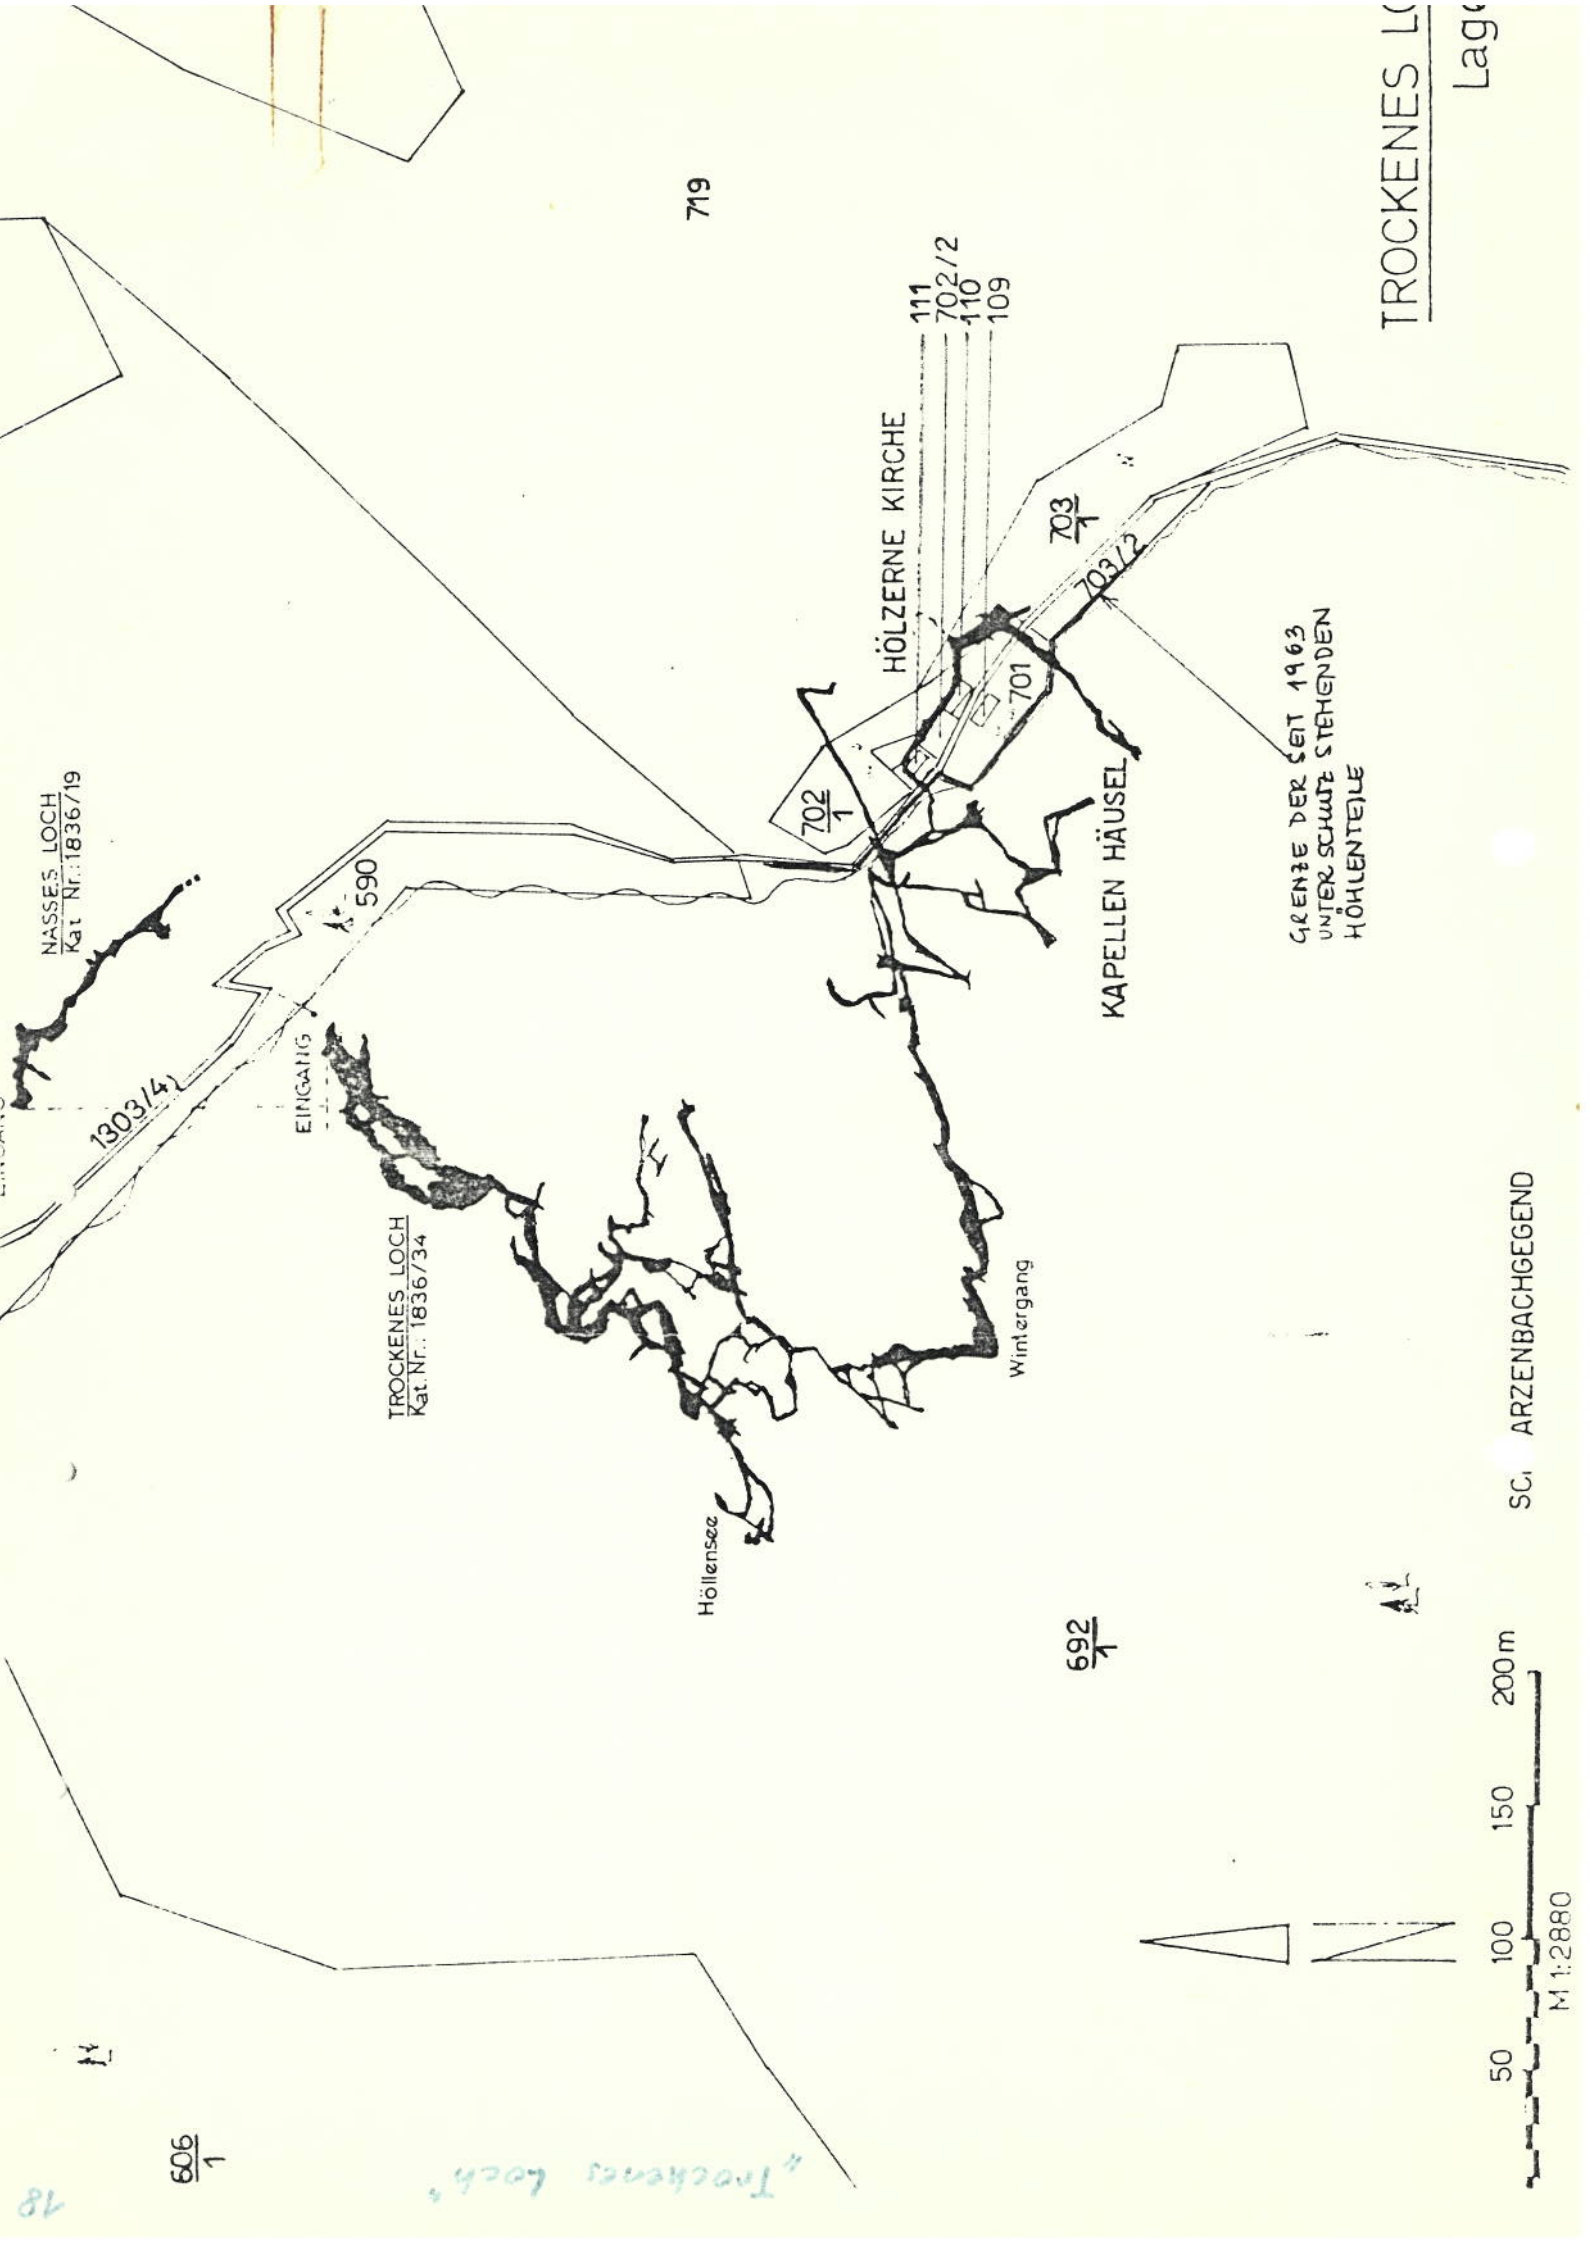 NASSES LOCH
Kat Nr.:1836/19
590
1303/4
EINGANG
EINGANG
TROCKENES LOCH
Kat.Nr.: 1836/34
Höllensee
Wintergang
719
HÖLZERNE KIRCHE
111
702/2
110
109
702
1
701
703
1
703/2
KAPELLEN HÄUSEL
GRENZE DER SEIT 1963
UNTER SCHUTZ STEHENDEN
HÖHLENTEILE
692
1
606
1
TROCKENES LO
Lage
ARZENBACHGEGEND
50 100 150 200m
M 1:2880
"Trockenes Loch"
18